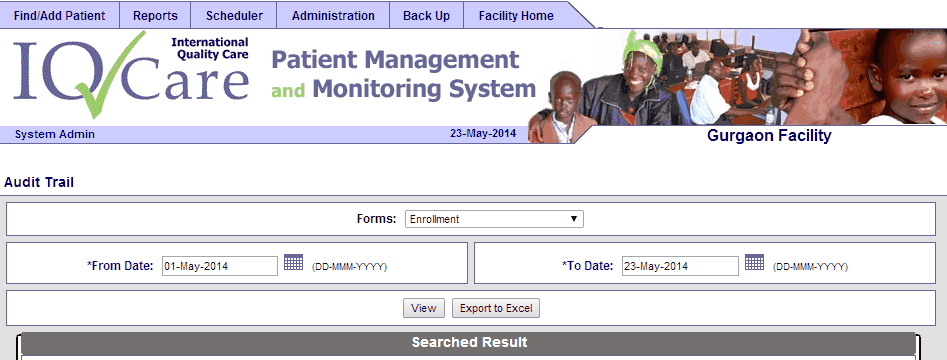 Find/Add Patient Reports Scheduler Administration Back Up Facility Home
International
Quality Care
IQCare
Patient Management
and Monitoring System
System Admin 23-May-2014 Gurgaon Facility
Audit Trail
Forms: Enrollment
*From Date: 01-May-2014 (DD-MMM-YYYY) *To Date: 23-May-2014 (DD-MMM-YYYY)
View Export to Excel
Searched Result